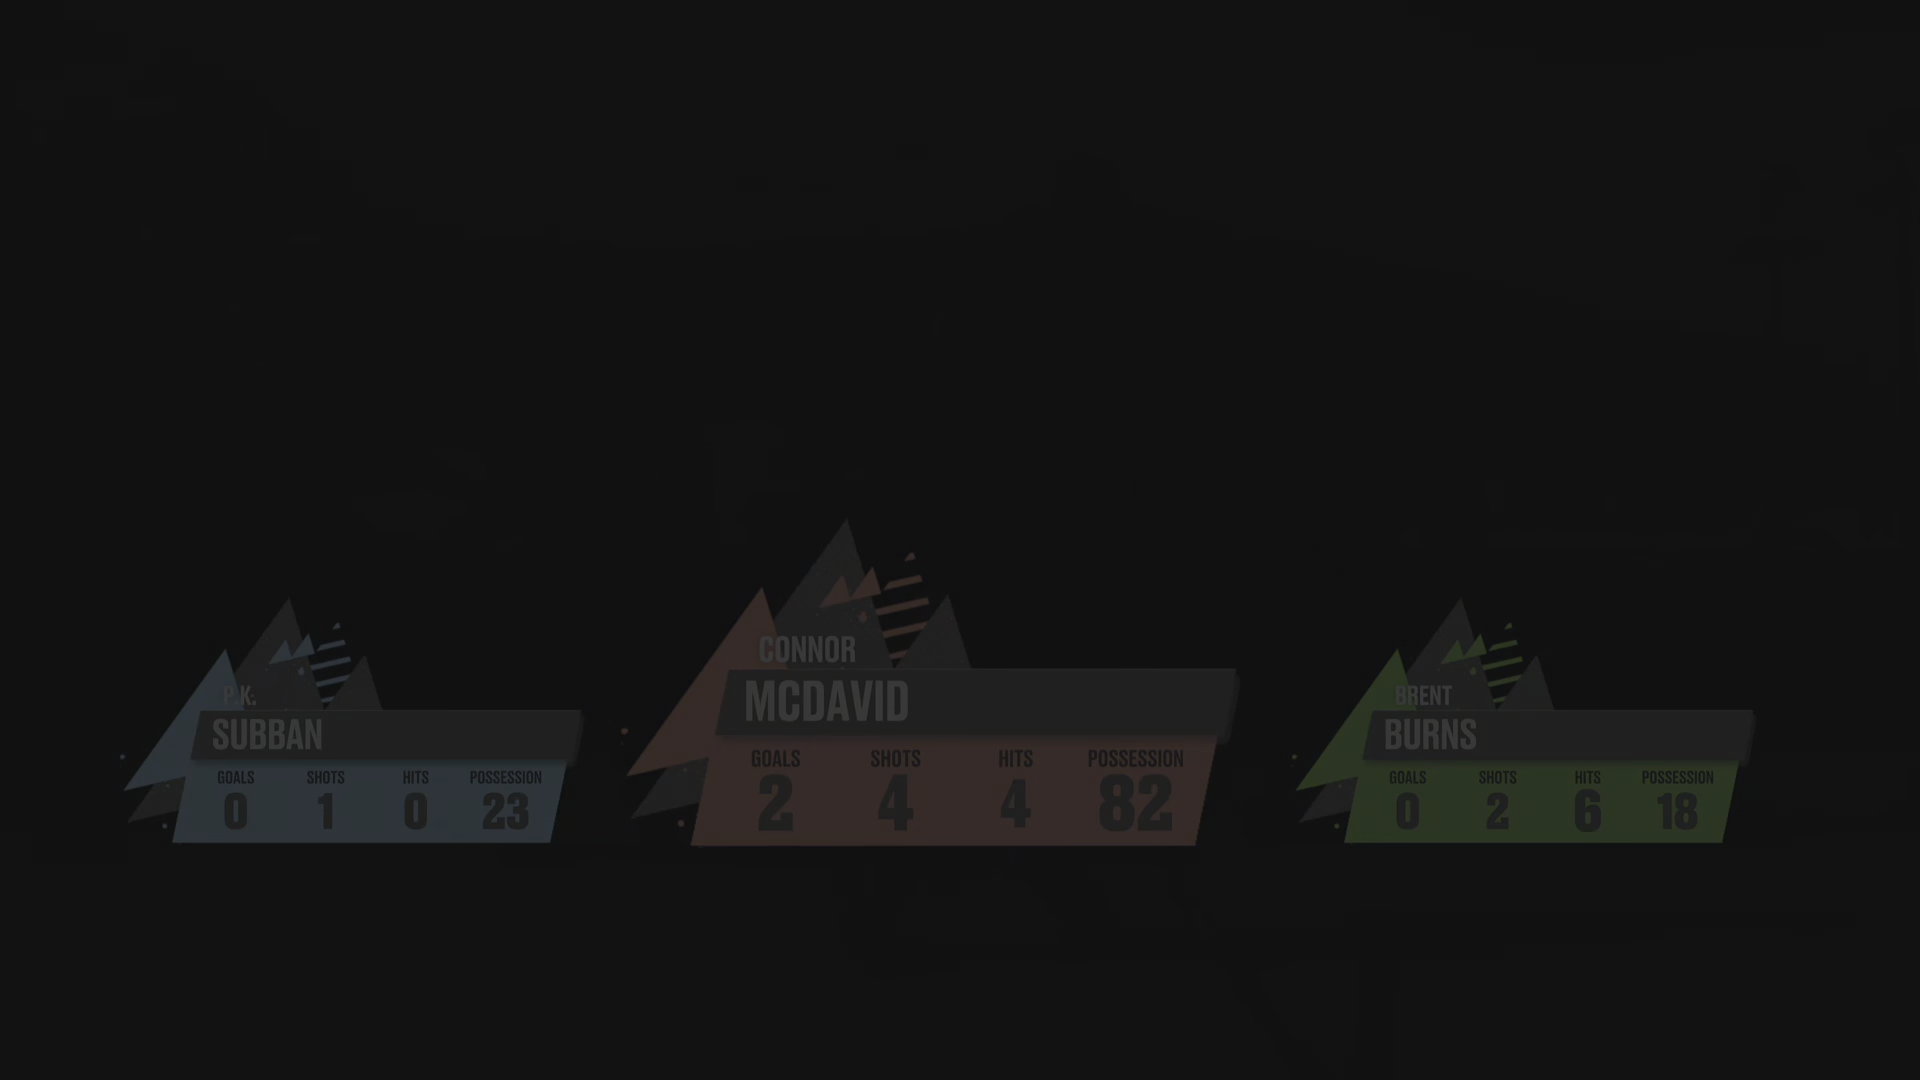 P.K.
SUBBAN
GOALS SHOTS HITS POSSESSION
0 1 0 23
CONNOR
MCDAVID
GOALS SHOTS HITS POSSESSION
2 4 4 82
BRENT
BURNS
GOALS SHOTS HITS POSSESSION
0 2 6 18